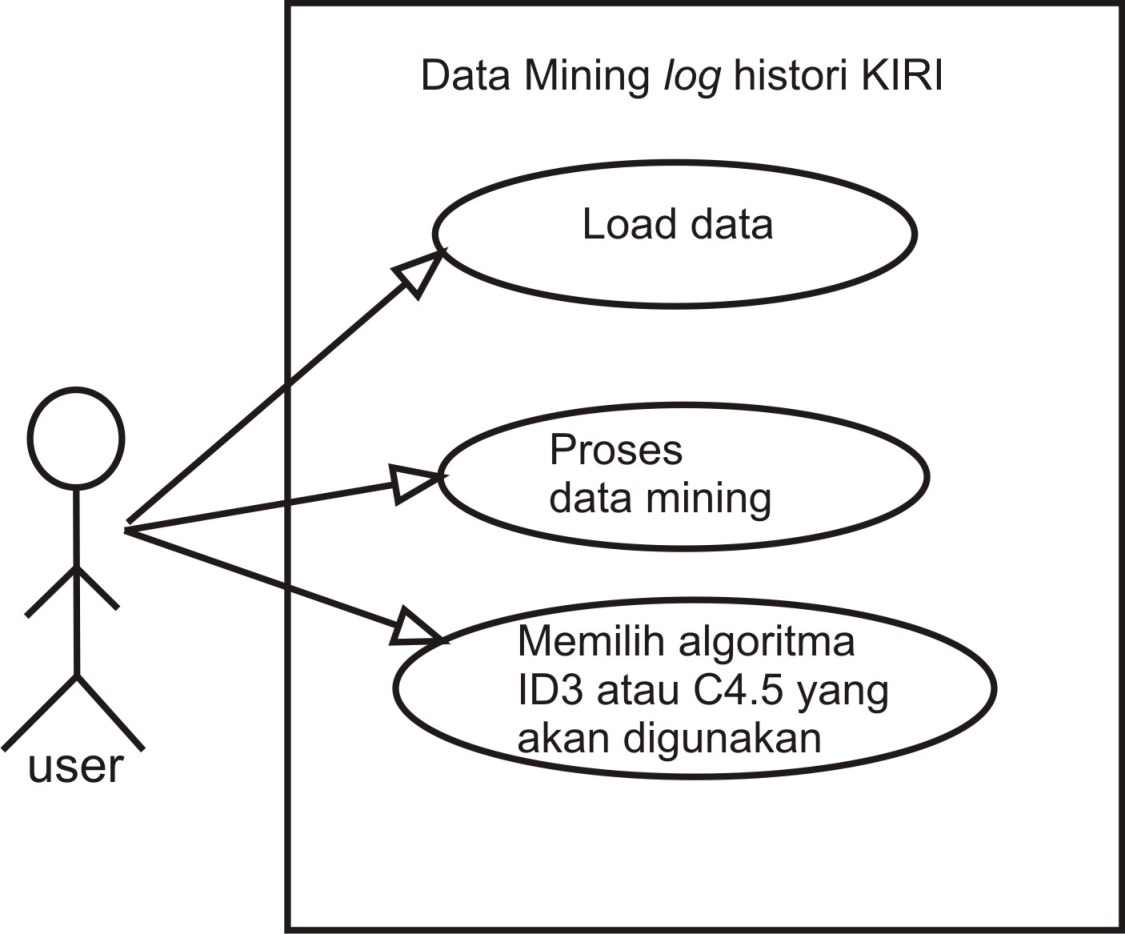 Data Mining log histori KIRI
Load data
Proses
data mining
Memilih algoritma
ID3 atau C4.5 yang
akan digunakan
user